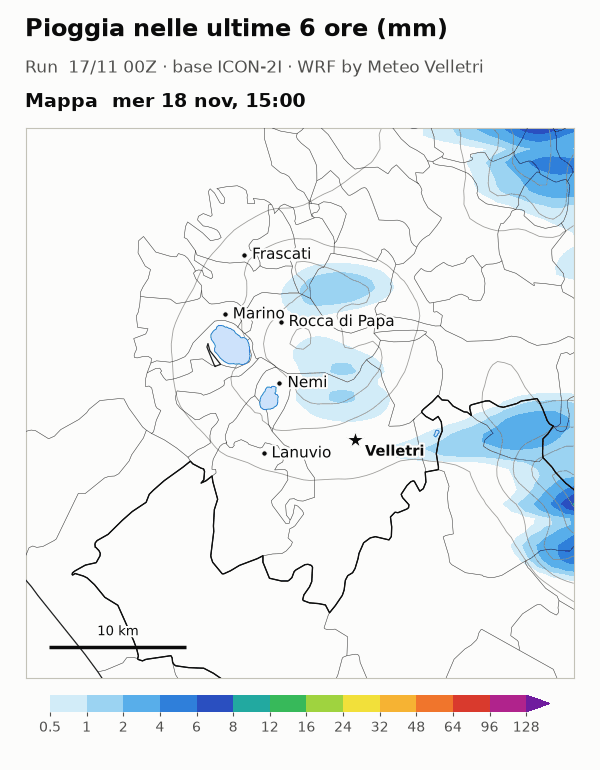 Pioggia nelle ultime 6 ore (mm)
Run 17/11 00Z · base ICON-2I · WRF by Meteo Velletri
Mappa mer 18 nov, 15:00
Frascati
Marino
Rocca di Papa
Nemi
Velletri
Lanuvio
10 km
0.5 1 2 4 6 8 12 16 24 32 48 64 96 128